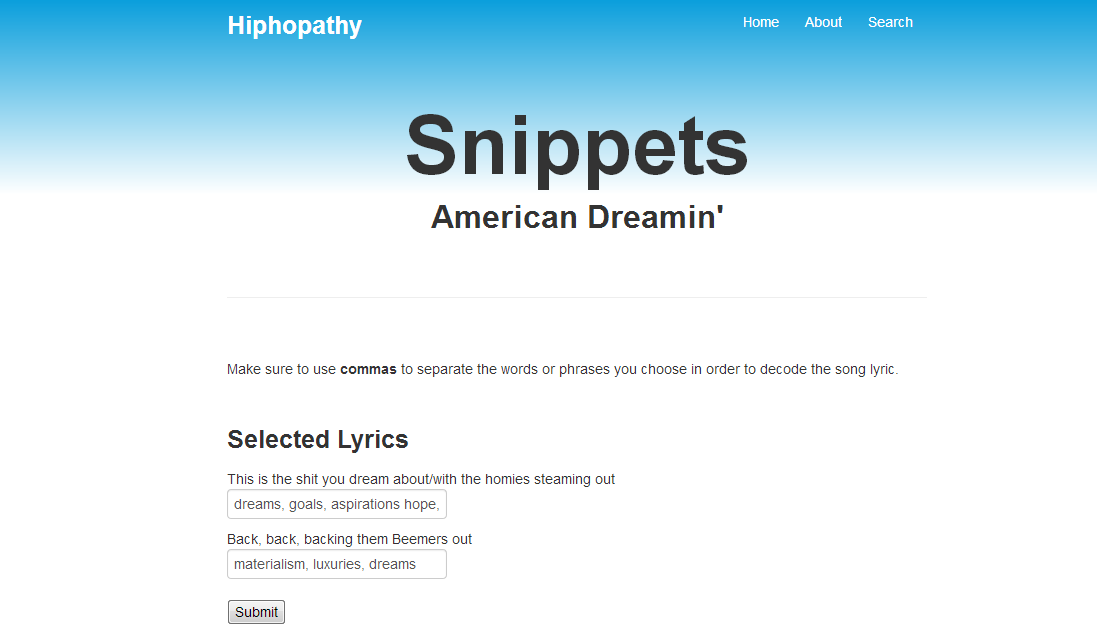 Hiphopathy
Home About Search
Snippets
American Dreamin'
Make sure to use commas to separate the words or phrases you choose in order to decode the song lyric.
Selected Lyrics
This is the shit you dream about/with the homies steaming out
dreams, goals, aspirations hope,
Back, back, backing them Beemers out
materialism, luxuries, dreams
Submit